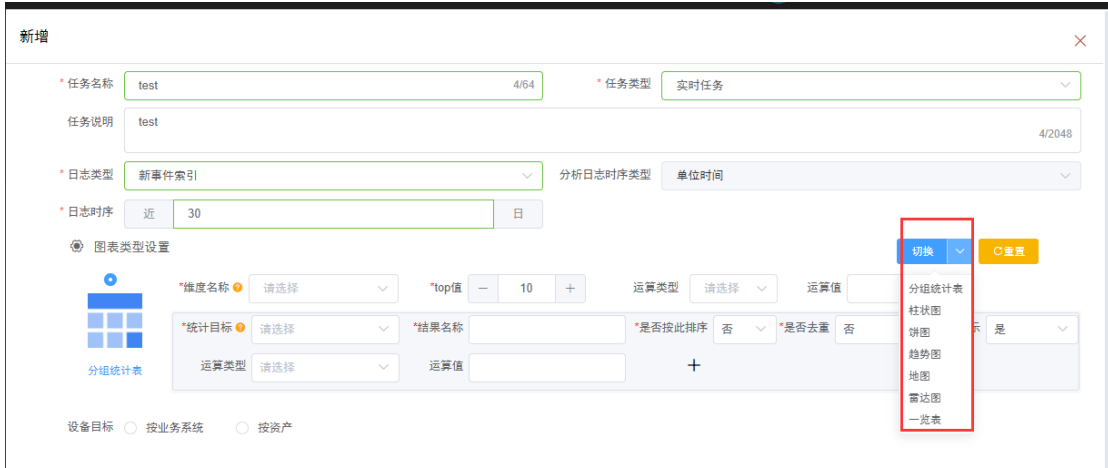 新增
* 任务名称 test 4/64 * 任务类型 实时任务
任务说明 test 4/2048
* 日志类型 新事件索引 分析日志时序类型 单位时间
* 日志时序 近 30 日
图表类型设置 切换 重置
*维度名称 请选择 *top值 — 10 + 运算类型 请选择 运算值
*统计目标 请选择 *结果名称 *是否按此排序 否 *是否去重 否 示 是
运算类型 请选择 运算值 +
分组统计表
分组统计表
柱状图
饼图
趋势图
地图
雷达图
一览表
设备目标 按业务系统 按资产